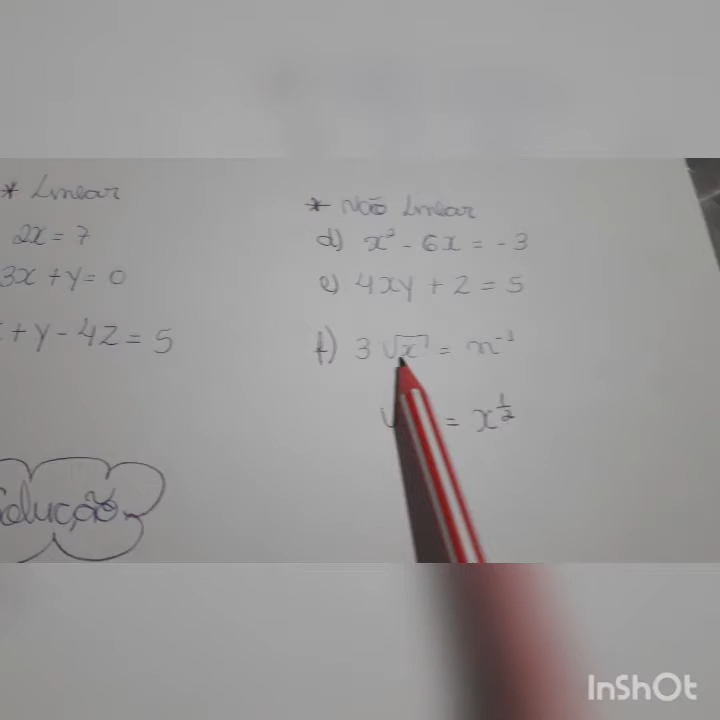 * Linear
2x = 7
3x + y = 0
+ y - 4z = 5
Solução
* Não Linear
d) x² - 6x = -3
e) 4xy + z = 5
f) 3√x = n⁻¹
√ = x^½
InShOt